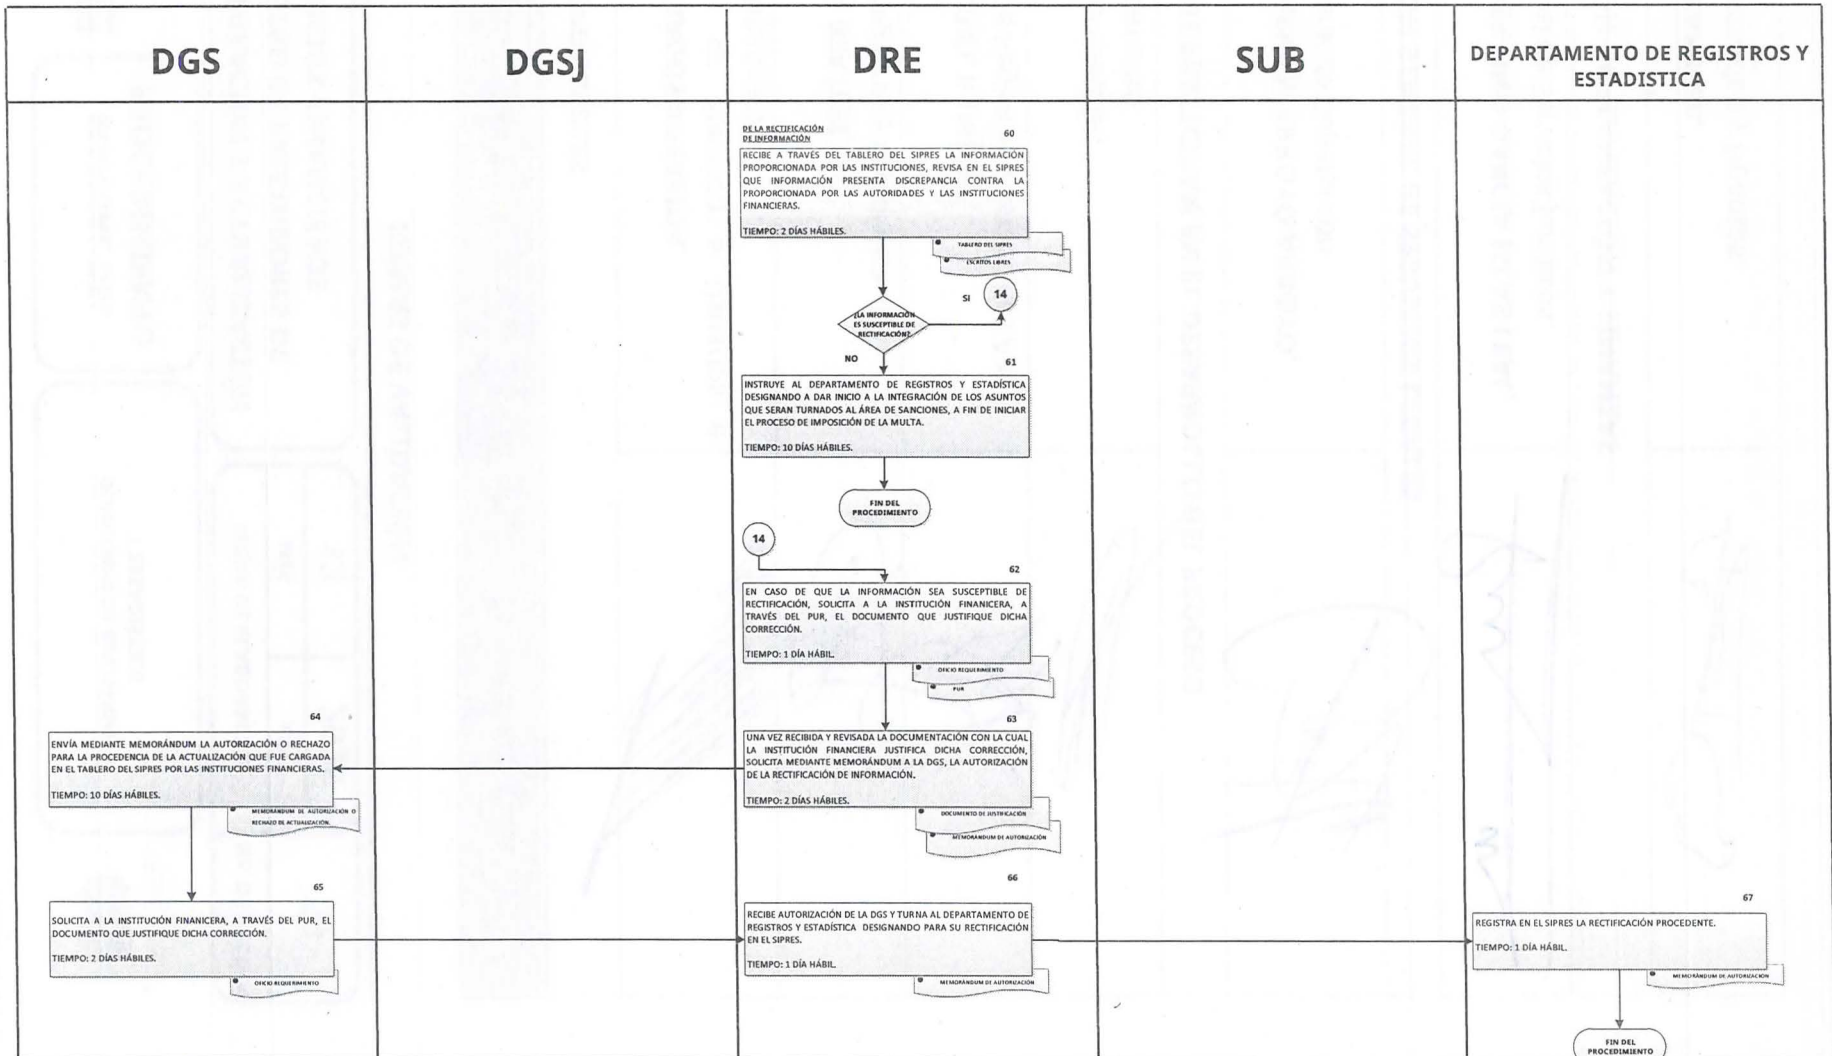 DGS
DGSJ
DRE
SUB
DEPARTAMENTO DE REGISTROS Y
ESTADISTICA
DE LA RECTIFICACIÓN
DE INFORMACIÓN
60
RECIBE A TRAVÉS DEL TABLERO DEL SIPRES LA INFORMACIÓN
PROPORCIONADA POR LAS INSTITUCIONES, REVISA EN EL SIPRES
QUE INFORMACIÓN PRESENTA DISCREPANCIA CONTRA LA
PROPORCIONADA POR LAS AUTORIDADES Y LAS INSTITUCIONES
FINANCIERAS.
TIEMPO: 2 DÍAS HÁBILES.
TABLERO DEL SIPRES
ESCRITOS LIBRES
SI
14
¿LA INFORMACIÓN
ES SUSCEPTIBLE DE
RECTIFICACIÓN?
NO
61
INSTRUYE AL DEPARTAMENTO DE REGISTROS Y ESTADÍSTICA
DESIGNANDO A DAR INICIO A LA INTEGRACIÓN DE LOS ASUNTOS
QUE SERAN TURNADOS AL ÁREA DE SANCIONES, A FIN DE INICIAR
EL PROCESO DE IMPOSICIÓN DE LA MULTA.
TIEMPO: 10 DÍAS HÁBILES.
FIN DEL
PROCEDIMIENTO
14
62
EN CASO DE QUE LA INFORMACIÓN SEA SUSCEPTIBLE DE
RECTIFICACIÓN, SOLICITA A LA INSTITUCIÓN FINANCIERA, A
TRAVÉS DEL PUR, EL DOCUMENTO QUE JUSTIFIQUE DICHA
CORRECCIÓN.
TIEMPO: 1 DÍA HÁBIL.
OFICIO REQUERIMIENTO
PUR
63
UNA VEZ RECIBIDA Y REVISADA LA DOCUMENTACIÓN CON LA CUAL
LA INSTITUCIÓN FINANCIERA JUSTIFICA DICHA CORRECCIÓN,
SOLICITA MEDIANTE MEMORÁNDUM A LA DGS, LA AUTORIZACIÓN
DE LA RECTIFICACIÓN DE INFORMACIÓN.
TIEMPO: 2 DÍAS HÁBILES.
DOCUMENTO DE JUSTIFICACIÓN
MEMORÁNDUM DE AUTORIZACIÓN
64
ENVÍA MEDIANTE MEMORÁNDUM LA AUTORIZACIÓN O RECHAZO
PARA LA PROCEDENCIA DE LA ACTUALIZACIÓN QUE FUE CARGADA
EN EL TABLERO DEL SIPRES POR LAS INSTITUCIONES FINANCIERAS.
TIEMPO: 10 DÍAS HÁBILES.
MEMORÁNDUM DE AUTORIZACIÓN O
RECHAZO DE ACTUALIZACIÓN.
65
SOLICITA A LA INSTITUCIÓN FINANCIERA, A TRAVÉS DEL PUR, EL
DOCUMENTO QUE JUSTIFIQUE DICHA CORRECCIÓN.
TIEMPO: 2 DÍAS HÁBILES.
OFICIO REQUERIMIENTO
66
RECIBE AUTORIZACIÓN DE LA DGS Y TURNA AL DEPARTAMENTO DE
REGISTROS Y ESTADÍSTICA DESIGNANDO PARA SU RECTIFICACIÓN
EN EL SIPRES.
TIEMPO: 1 DÍA HÁBIL.
MEMORÁNDUM DE AUTORIZACIÓN
67
REGISTRA EN EL SIPRES LA RECTIFICACIÓN PROCEDENTE.
TIEMPO: 1 DÍA HÁBIL.
MEMORÁNDUM DE AUTORIZACIÓN
FIN DEL
PROCEDIMIENTO